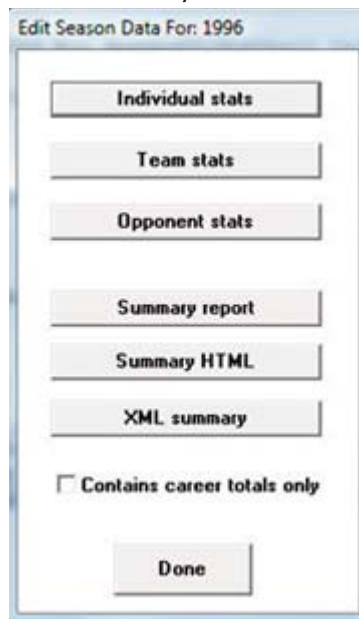 Edit Season Data For: 1996
Individual stats
Team stats
Opponent stats
Summary report
Summary HTML
XML summary
Contains career totals only
Done